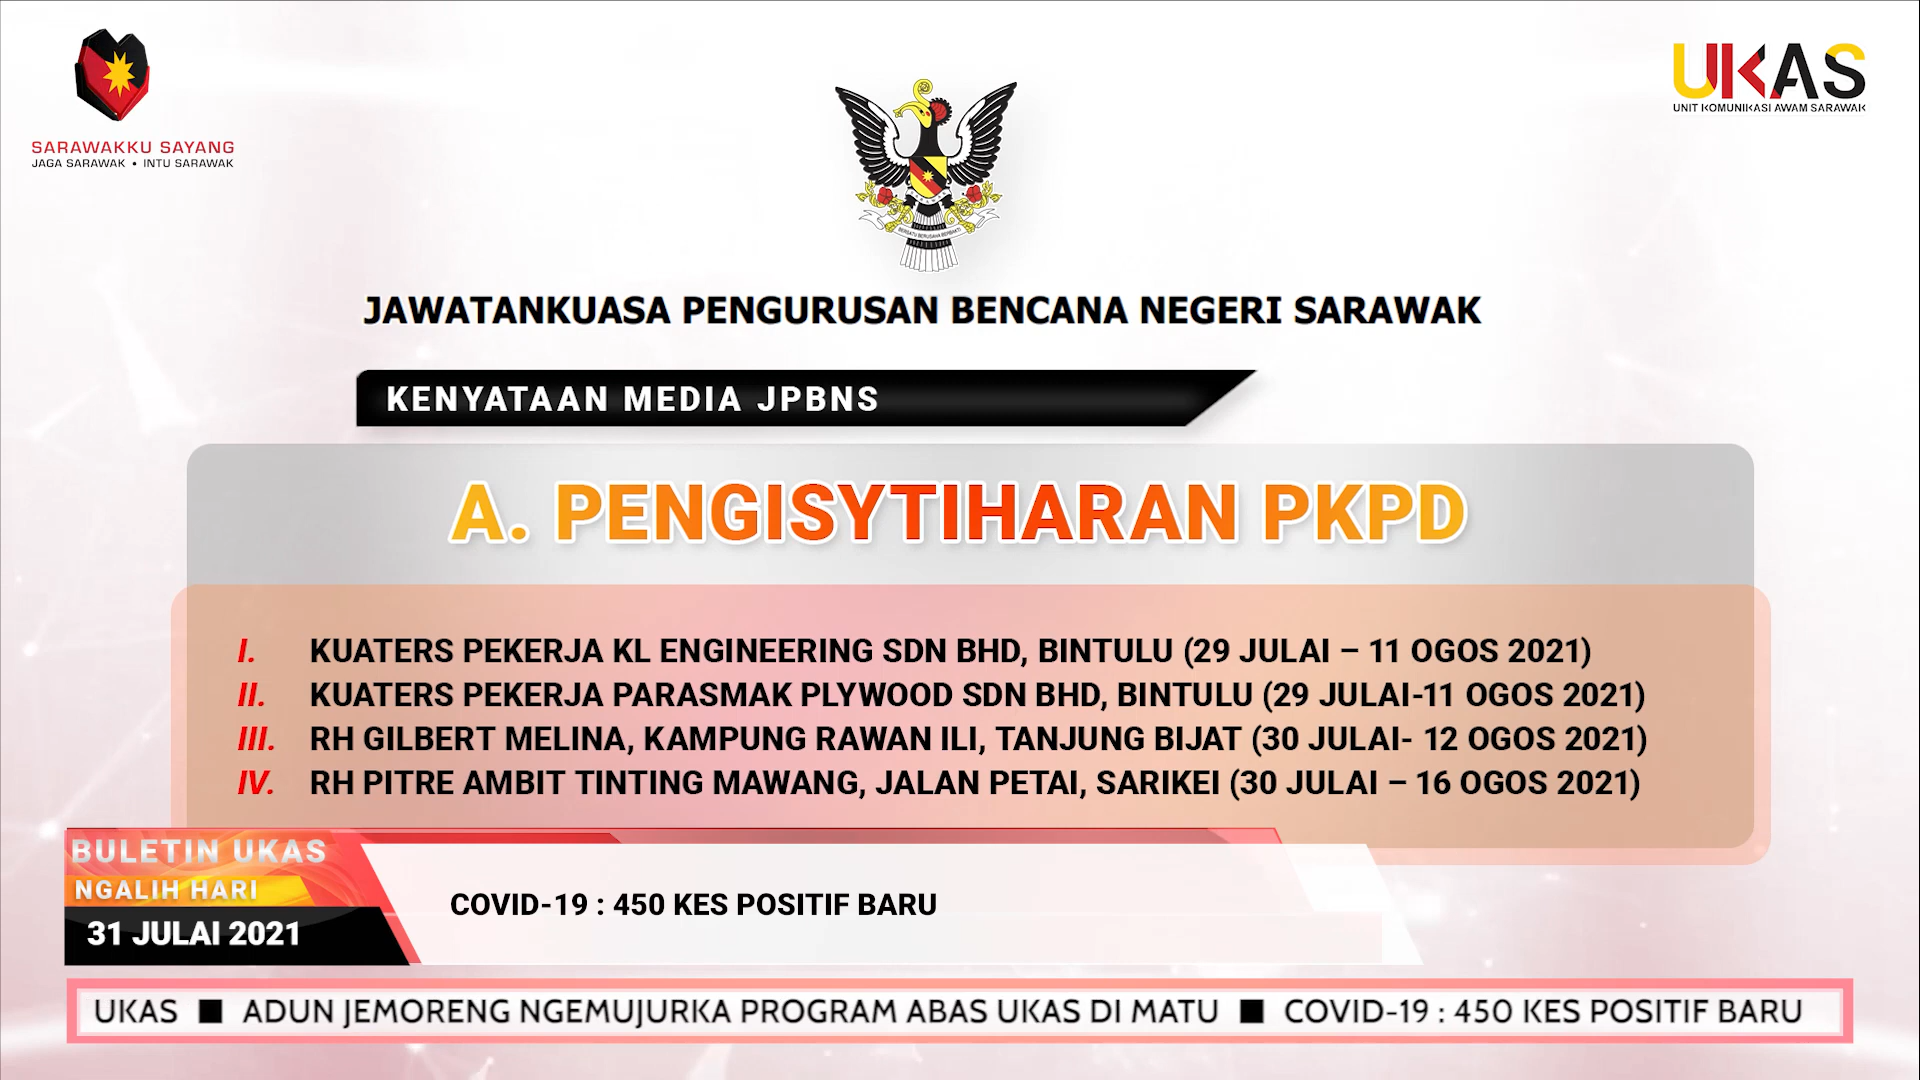 SARAWAKKU SAYANG
JAGA SARAWAK • INTU SARAWAK
UKAS
UNIT KOMUNIKASI AWAM SARAWAK
BERSATU BERUSAHA BERBAKTI
JAWATANKUASA PENGURUSAN BENCANA NEGERI SARAWAK
KENYATAAN MEDIA JPBNS
A. PENGISYTIHARAN PKPD
I. KUATERS PEKERJA KL ENGINEERING SDN BHD, BINTULU (29 JULAI – 11 OGOS 2021)
II. KUATERS PEKERJA PARASMAK PLYWOOD SDN BHD, BINTULU (29 JULAI-11 OGOS 2021)
III. RH GILBERT MELINA, KAMPUNG RAWAN ILI, TANJUNG BIJAT (30 JULAI- 12 OGOS 2021)
IV. RH PITRE AMBIT TINTING MAWANG, JALAN PETAI, SARIKEI (30 JULAI – 16 OGOS 2021)
BULETIN UKAS
NGALIH HARI
31 JULAI 2021
COVID-19 : 450 KES POSITIF BARU
UKAS ■ ADUN JEMORENG NGEMUJURKA PROGRAM ABAS UKAS DI MATU ■ COVID-19 : 450 KES POSITIF BARU